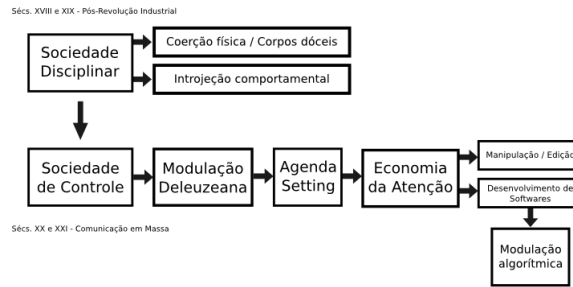 Sécs. XVIII e XIX - Pós-Revolução Industrial
Sociedade
Disciplinar
Coerção física / Corpos dóceis
Introjeção comportamental
Sociedade
de Controle
Modulação
Deleuzeana
Agenda
Setting
Economia
da Atenção
Manipulação / Edição
Desenvolvimento de
Softwares
Modulação
algorítmica
Sécs. XX e XXI - Comunicação em Massa